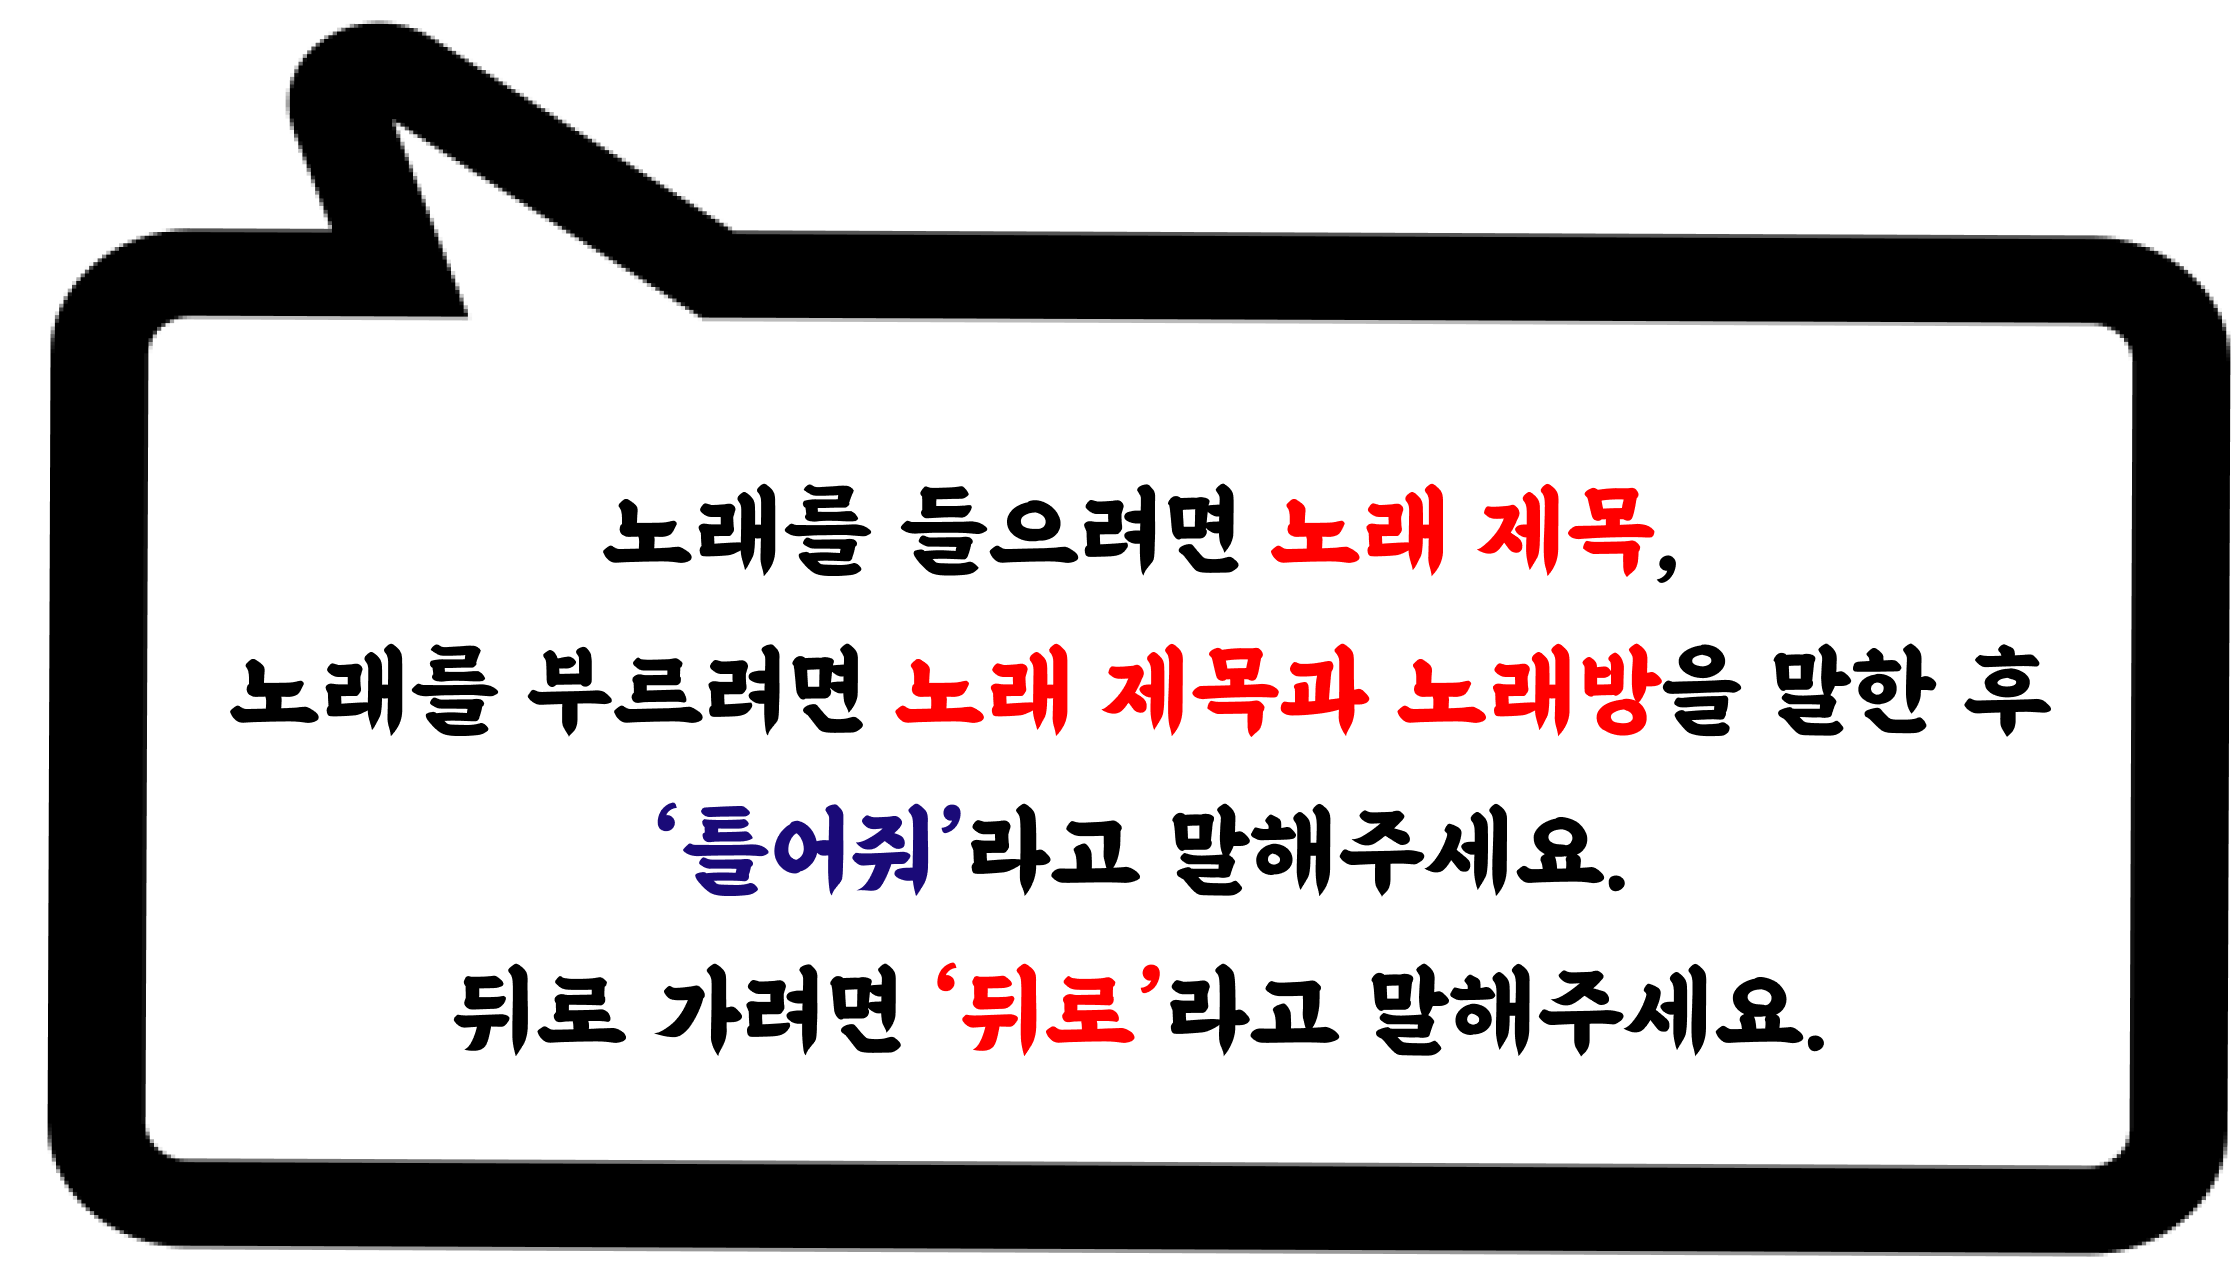 노래를 들으려면 노래 제목,
노래를 부르려면 노래 제목과 노래방을 말한 후
‘틀어줘’라고 말해주세요.
뒤로 가려면 ‘뒤로’라고 말해주세요.